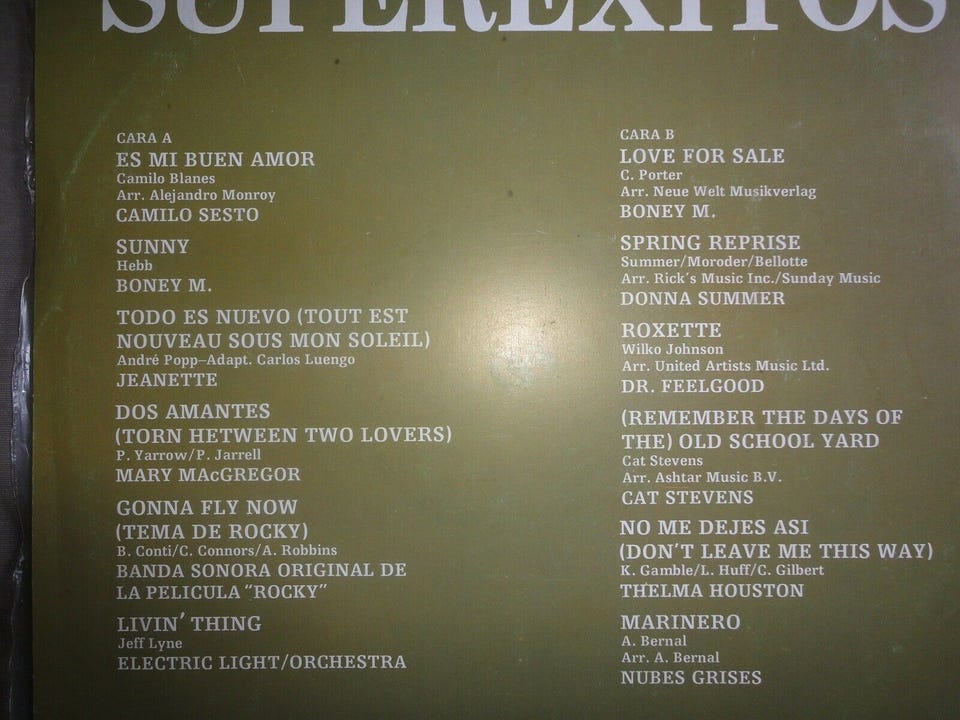 SUPEREXITOS
CARA A
ES MI BUEN AMOR
Camilo Blanes
Arr. Alejandro Monroy
CAMILO SESTO
SUNNY
Hebb
BONEY M.
TODO ES NUEVO (TOUT EST
NOUVEAU SOUS MON SOLEIL)
André Popp–Adapt. Carlos Luengo
JEANETTE
DOS AMANTES
(TORN HETWEEN TWO LOVERS)
P. Yarrow/P. Jarrell
MARY MAcGREGOR
GONNA FLY NOW
(TEMA DE ROCKY)
B. Conti/C. Connors/A. Robbins
BANDA SONORA ORIGINAL DE
LA PELICULA "ROCKY"
LIVIN' THING
Jeff Lyne
ELECTRIC LIGHT/ORCHESTRA
CARA B
LOVE FOR SALE
C. Porter
Arr. Neue Welt Musikverlag
BONEY M.
SPRING REPRISE
Summer/Moroder/Bellotte
Arr. Rick's Music Inc./Sunday Music
DONNA SUMMER
ROXETTE
Wilko Johnson
Arr. United Artists Music Ltd.
DR. FEELGOOD
(REMEMBER THE DAYS OF
THE) OLD SCHOOL YARD
Cat Stevens
Arr. Ashtar Music B.V.
CAT STEVENS
NO ME DEJES ASI
(DON'T LEAVE ME THIS WAY)
K. Gamble/L. Huff/C. Gilbert
THELMA HOUSTON
MARINERO
A. Bernal
Arr. A. Bernal
NUBES GRISES